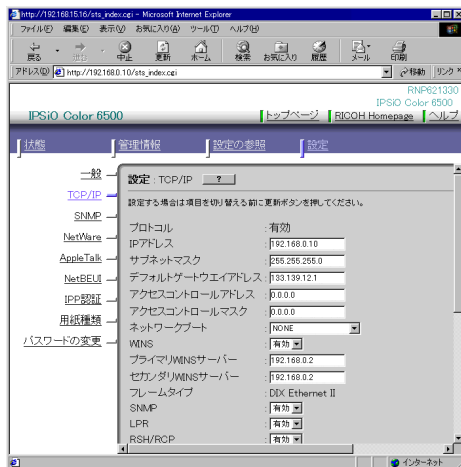 http://192.168.15.16/sts_index.cgi - Microsoft Internet Explorer
ファイル(F) 編集(E) 表示(V) お気に入り(A) ツール(T) ヘルプ(H)
戻る 進む 中止 更新 ホーム 検索 お気に入り 履歴 メール 印刷
アドレス(D) http://192.168.0.10/sts_index.cgi 移動 リンク
RNP621330
IPSiO Color 6500
IPSiO Color 6500
トップページ RICOH Homepage ヘルプ
状態 管理情報 設定の参照 設定
一般
TCP/IP
SNMP
NetWare
AppleTalk
NetBEUI
IPP認証
用紙種類
パスワードの変更
設定 : TCP/IP ?
設定する場合は項目を切り替える前に更新ボタンを押してください。
プロトコル : 有効
IPアドレス : 192.168.0.10
サブネットマスク : 255.255.255.0
デフォルトゲートウエイアドレス : 133.139.12.1
アクセスコントロールアドレス : 0.0.0.0
アクセスコントロールマスク : 0.0.0.0
ネットワークブート : NONE
WINS : 有効
プライマリWINSサーバー : 192.168.0.2
セカンダリWINSサーバー : 192.168.0.2
フレームタイプ : DIX Ethernet II
SNMP : 有効
LPR : 有効
RSH/RCP : 有効
インターネット